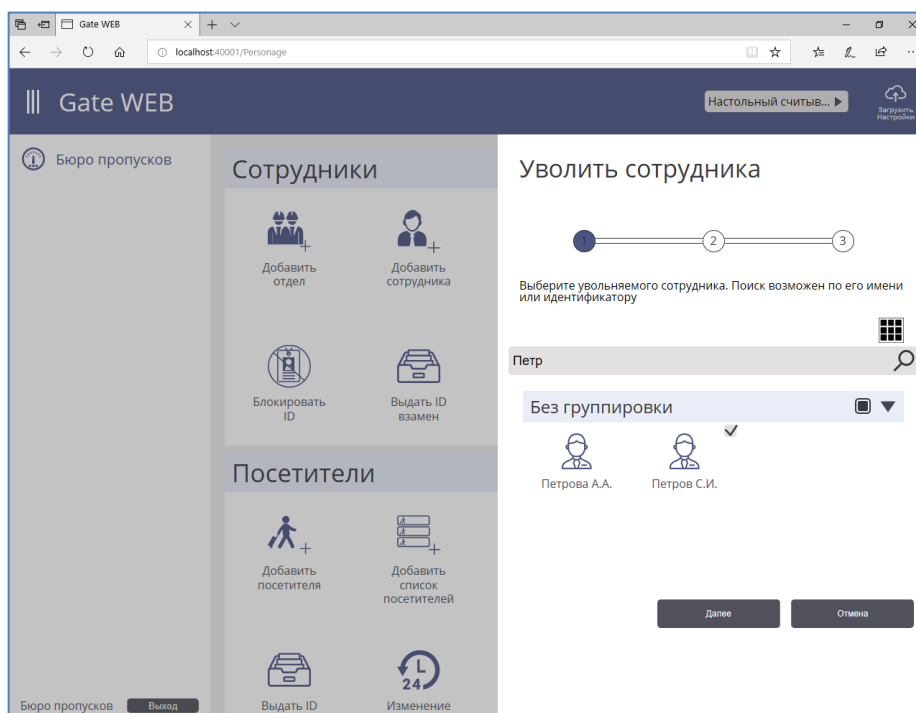 Gate WEB
localhost:40001/Personage
Gate WEB
Настольный считыв...
Загрузить
Настройки
Бюро пропусков
Сотрудники
Добавить
отдел
Добавить
сотрудника
Блокировать
ID
Выдать ID
взамен
Посетители
Добавить
посетителя
Добавить
список
посетителей
Выдать ID
Изменение
24
Бюро пропусков
Выход
Уволить сотрудника
1
2
3
Выберите увольняемого сотрудника. Поиск возможен по его имени
или идентификатору
Петр
Без группировки
Петрова А.А.
Петров С.И.
Далее
Отмена